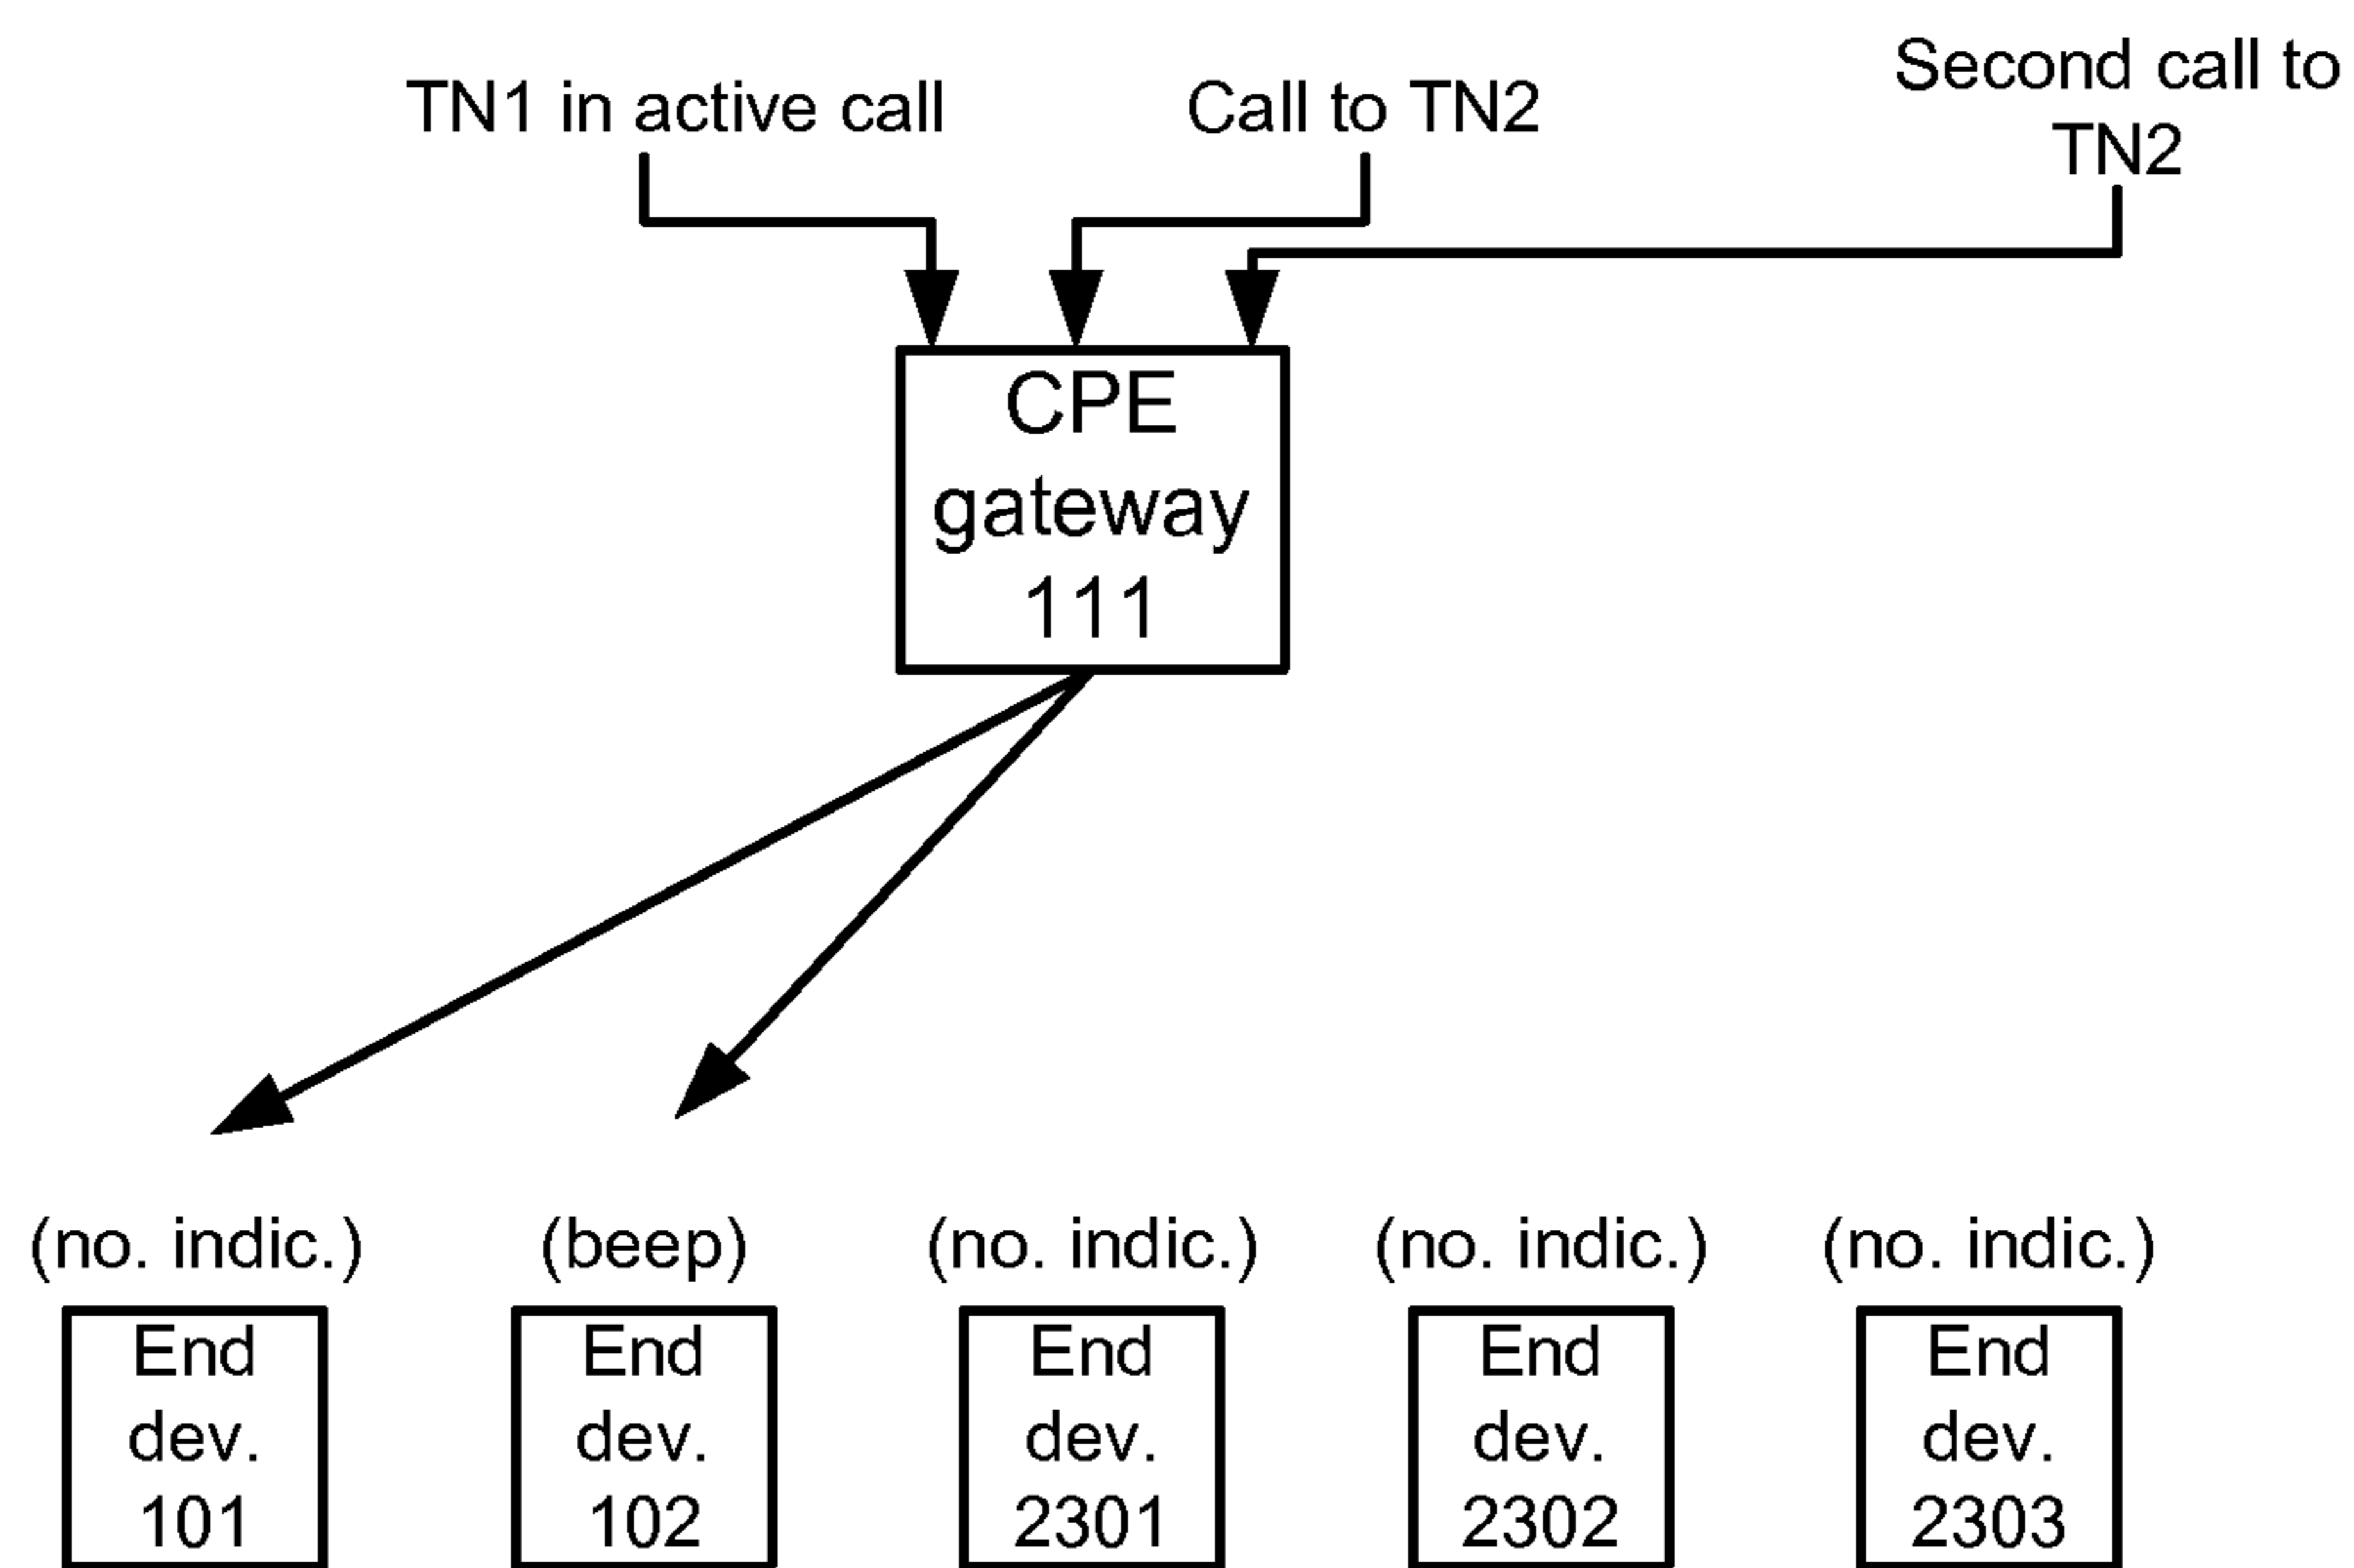 TN1 in active call
Call to TN2
Second call to
TN2
CPE
gateway
111
(no. indic.)
(beep)
(no. indic.)
(no. indic.)
(no. indic.)
End
dev.
101
End
dev.
102
End
dev.
2301
End
dev.
2302
End
dev.
2303